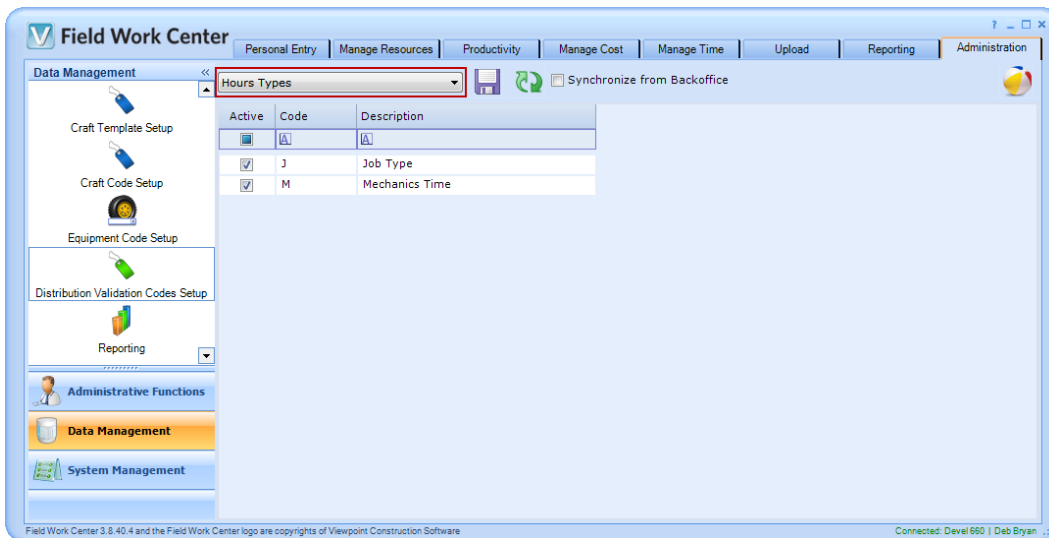 Field Work Center
? _ □ X
Personal Entry Manage Resources Productivity Manage Cost Manage Time Upload Reporting Administration
Data Management «
Hours Types
Synchronize from Backoffice
Craft Template Setup
Craft Code Setup
Equipment Code Setup
Distribution Validation Codes Setup
Reporting
Administrative Functions
Data Management
System Management
Active Code Description
A A
J Job Type
M Mechanics Time
Field Work Center 3.8.40.4 and the Field Work Center logo are copyrights of Viewpoint Construction Software
Connected: Devel 660 | Deb Bryan